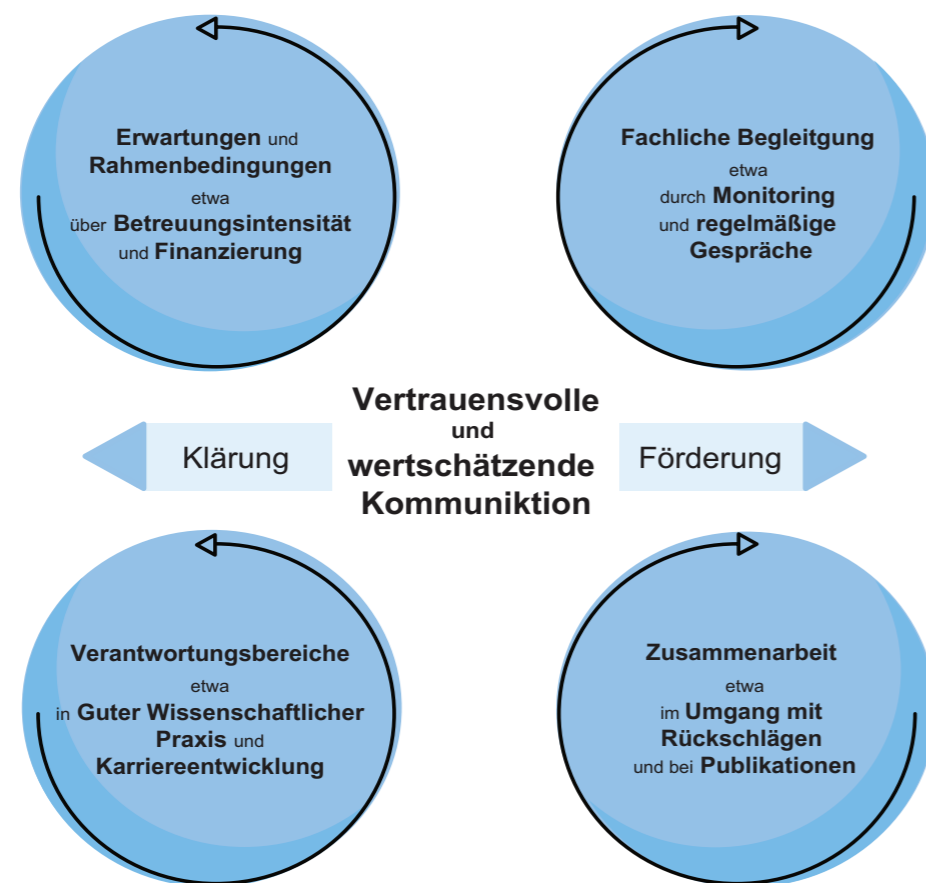 Erwartungen und
Rahmenbedingungen
etwa
über Betreuungsintensität
und Finanzierung
Fachliche Begleitgung
etwa
durch Monitoring
und regelmäßige
Gespräche
Klärung
Vertrauensvolle
und
wertschätzende
Kommuniktion
Förderung
Verantwortungsbereiche
etwa
in Guter Wissenschaftlicher
Praxis und
Karriereentwicklung
Zusammenarbeit
etwa
im Umgang mit
Rückschlägen
und bei Publikationen